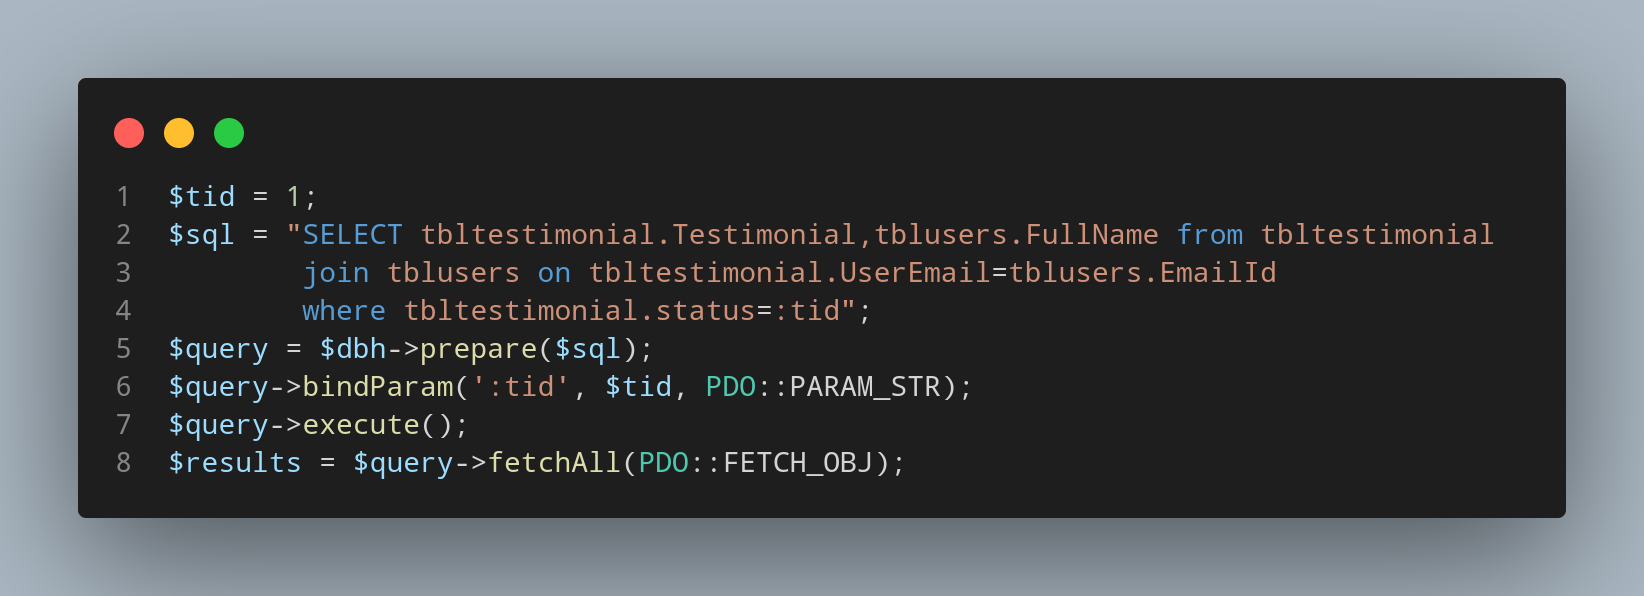 1 $tid = 1;
2 $sql = "SELECT tbltestimonial.Testimonial,tblusers.FullName from tbltestimonial
3         join tblusers on tbltestimonial.UserEmail=tblusers.EmailId
4         where tbltestimonial.status=:tid";
5 $query = $dbh->prepare($sql);
6 $query->bindParam(':tid', $tid, PDO::PARAM_STR);
7 $query->execute();
8 $results = $query->fetchAll(PDO::FETCH_OBJ);